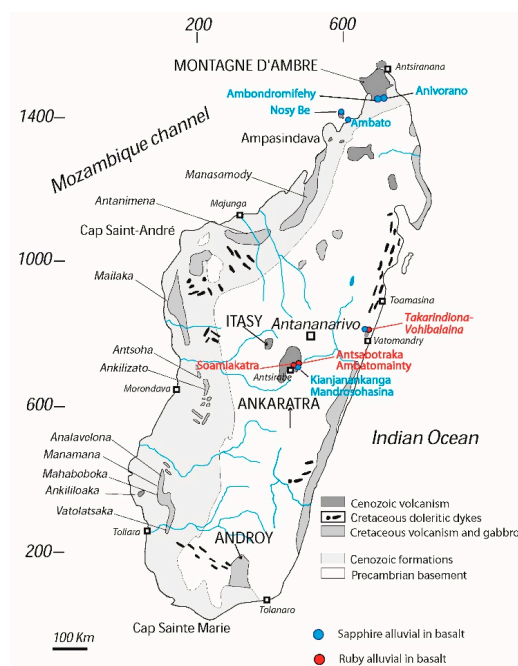 200 600
MONTAGNE D'AMBRE
Antsiranana
Ambondromifehy
Anivorano
Nosy Be
Ambato
1400
Ampasindava
Mozambique channel
Manasamody
Antanimena
Majunga
Cap Saint-André
1000
Mailaka
Toamasina
ITASY
Antananarivo
Takarindiona-
Vohibalaina
Vatomandry
Antsoha
Soamiakatra
Antsabotraka
Ambatomainty
Ankilizato
Antsirabe
Kianjanankanga
Mandrosohasina
Morondava
600
ANKARATRA
Indian Ocean
Analavelona
Manamana
Mahaboboka
Ankililoaka
Vatolatsaka
Toliara
200
ANDROY
Cenozoic volcanism
Cretaceous doleritic dykes
Cretaceous volcanism and gabbro
Cenozoic formations
Precambrian basement
Tolanaro
Cap Sainte Marie
100 Km
Sapphire alluvial in basalt
Ruby alluvial in basalt